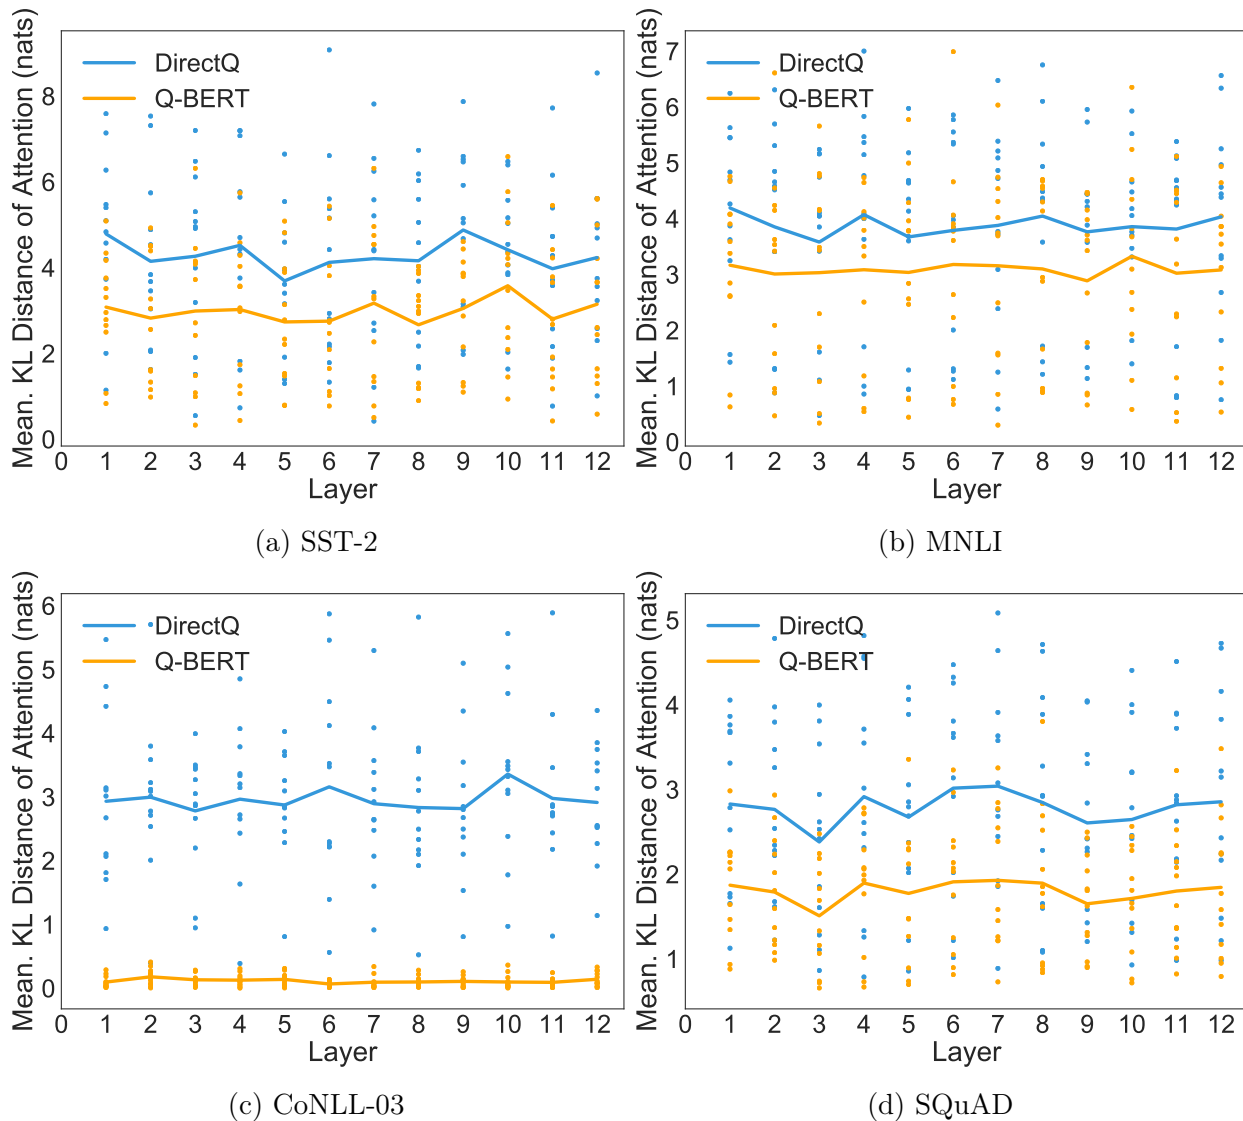 Mean. KL Distance of Attention (nats)
DirectQ
Q-BERT
8
6
4
2
0
0 1 2 3 4 5 6 7 8 9 10 11 12
Layer
(a) SST-2
Mean. KL Distance of Attention (nats)
DirectQ
Q-BERT
7
6
5
4
3
2
1
0
0 1 2 3 4 5 6 7 8 9 10 11 12
Layer
(b) MNLI
Mean. KL Distance of Attention (nats)
DirectQ
Q-BERT
6
5
4
3
2
1
0
0 1 2 3 4 5 6 7 8 9 10 11 12
Layer
(c) CoNLL-03
Mean. KL Distance of Attention (nats)
DirectQ
Q-BERT
5
4
3
2
1
0 1 2 3 4 5 6 7 8 9 10 11 12
Layer
(d) SQuAD